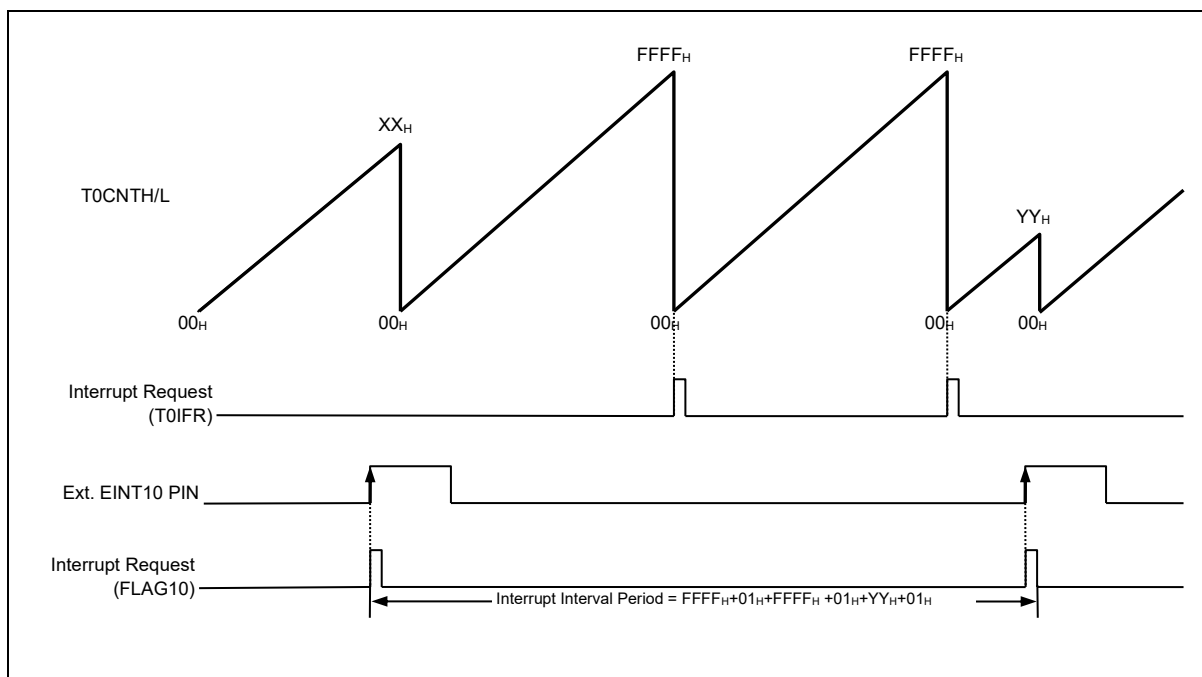 FFFFH
FFFFH
XXH
T0CNTH/L
YYH
00H
00H
00H
00H
00H
Interrupt Request
(T0IFR)
Ext. EINT10 PIN
Interrupt Request
(FLAG10)
Interrupt Interval Period = FFFFH+01H+FFFFH +01H+YYH+01H